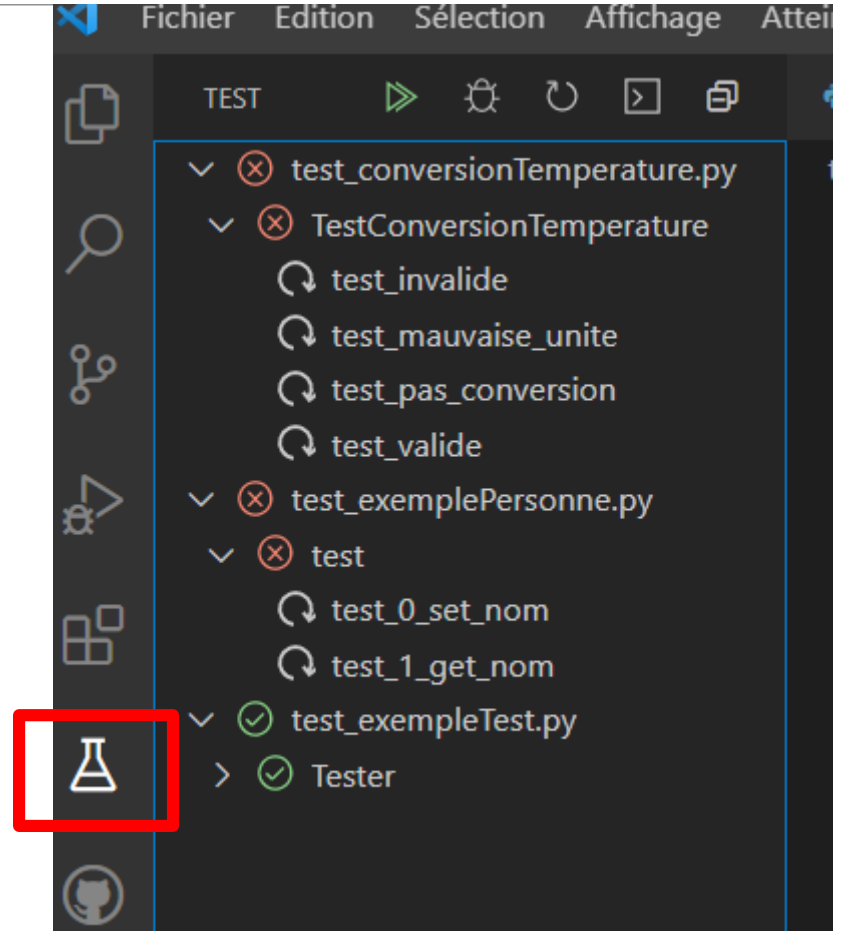 Fichier Edition Sélection Affichage
TEST
test_conversionTemperature.py
TestConversionTemperature
test_invalide
test_mauvaise_unite
test_pas_conversion
test_valide
test_exemplePersonne.py
test
test_0_set_nom
test_1_get_nom
test_exempleTest.py
Tester